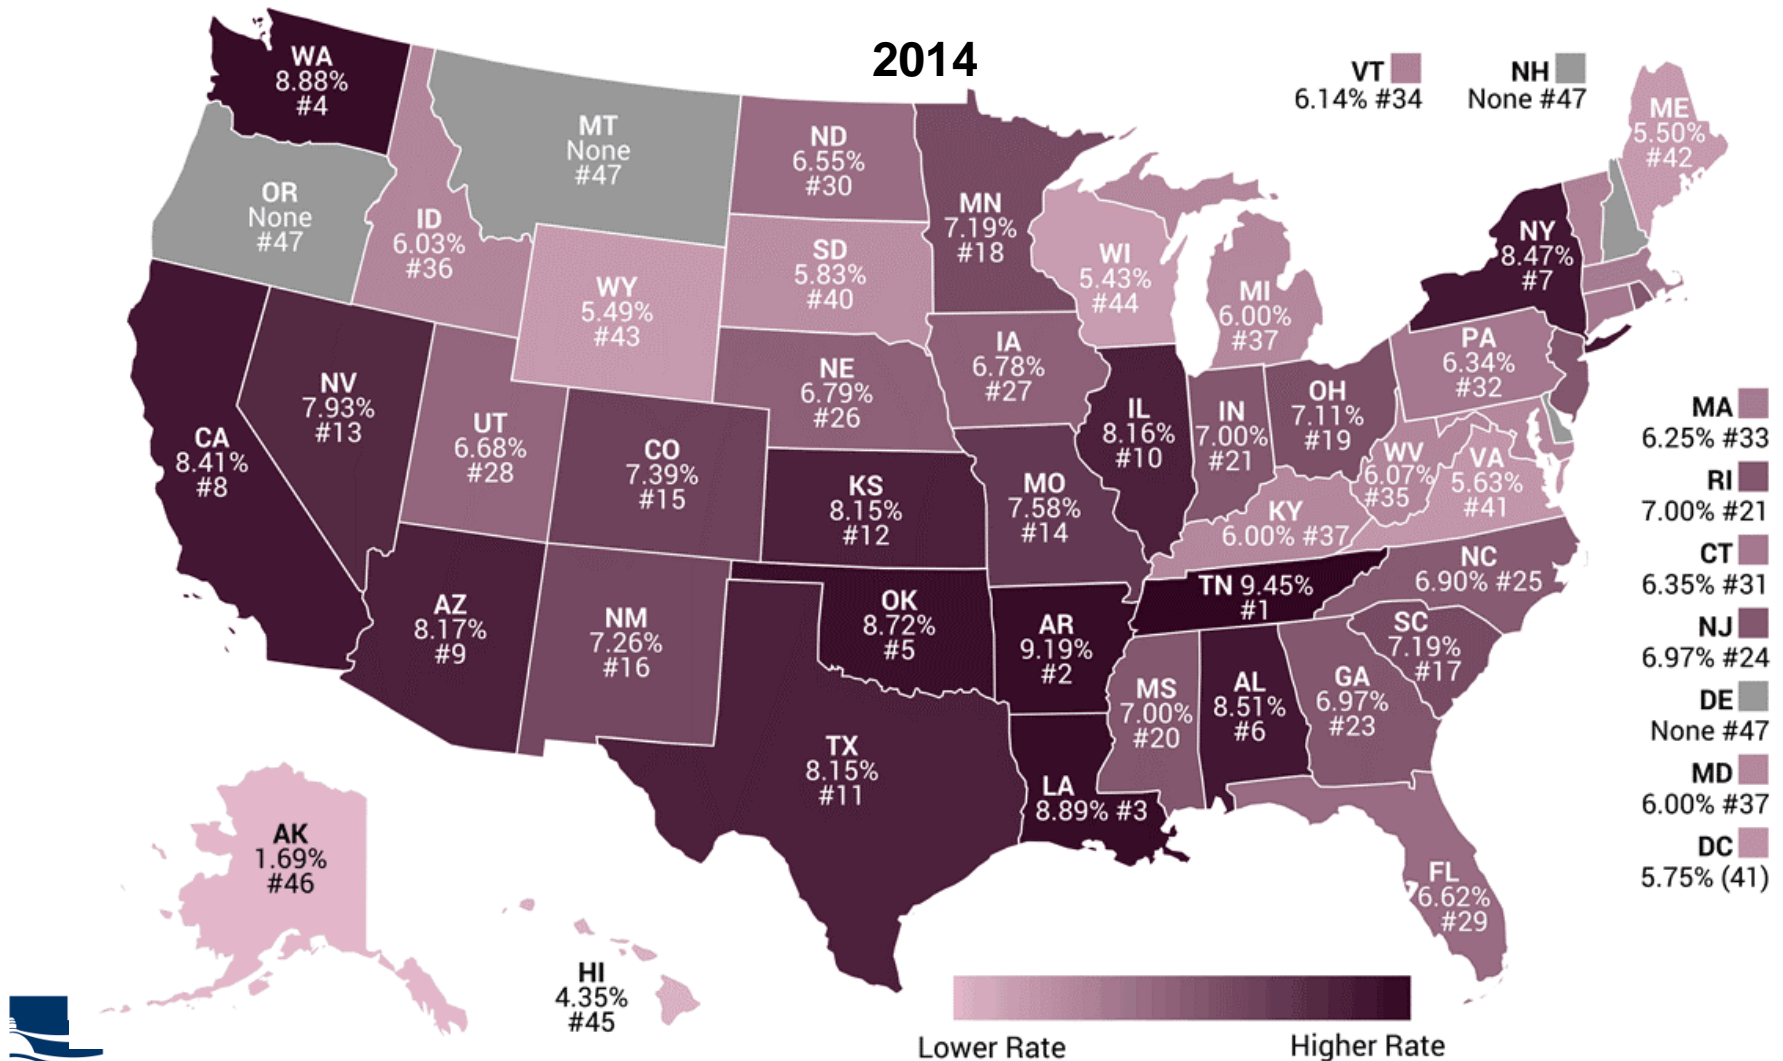 2014
WA
8.88%
#4
OR
None
#47
MT
None
#47
ID
6.03%
#36
ND
6.55%
#30
MN
7.19%
#18
SD
5.83%
#40
WY
5.49%
#43
WI
5.43%
#44
MI
6.00%
#37
VT
6.14% #34
NH
None #47
ME
5.50%
#42
NY
8.47%
#7
CA
8.41%
#8
NV
7.93%
#13
UT
6.68%
#28
CO
7.39%
#15
NE
6.79%
#26
IA
6.78%
#27
IL
8.16%
#10
IN
7.00%
#21
OH
7.11%
#19
PA
6.34%
#32
KS
8.15%
#12
MO
7.58%
#14
KY
6.00% #37
WV
6.07%
#35
VA
5.63%
#41
AZ
8.17%
#9
NM
7.26%
#16
OK
8.72%
#5
AR
9.19%
#2
TN 9.45%
#1
NC
6.90% #25
SC
7.19%
#17
TX
8.15%
#11
LA
8.89% #3
MS
7.00%
#20
AL
8.51%
#6
GA
6.97%
#23
FL
6.62%
#29
AK
1.69%
#46
HI
4.35%
#45
MA
6.25% #33
RI
7.00% #21
CT
6.35% #31
NJ
6.97% #24
DE
None #47
MD
6.00% #37
DC
5.75% (41)
Lower Rate
Higher Rate